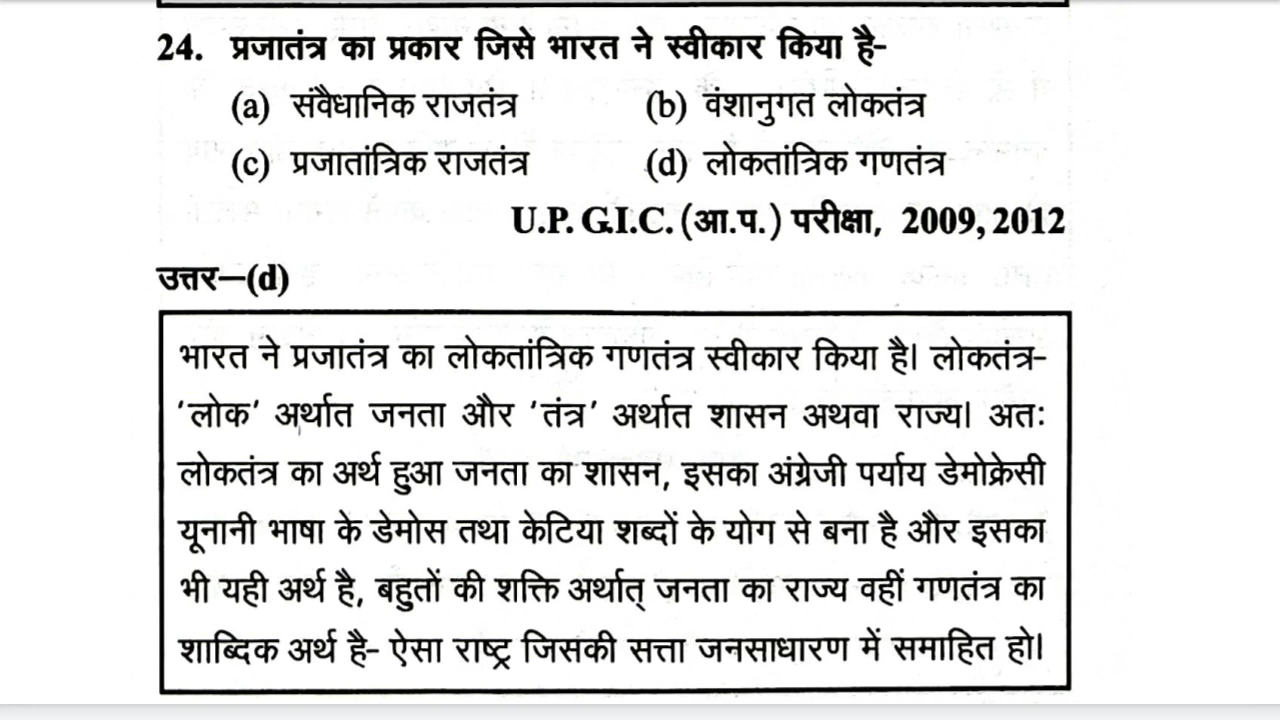 24. प्रजातंत्र का प्रकार जिसे भारत ने स्वीकार किया है-
(a) संवैधानिक राजतंत्र (b) वंशानुगत लोकतंत्र
(c) प्रजातांत्रिक राजतंत्र (d) लोकतांत्रिक गणतंत्र
U.P. G.I.C. (आ.प.) परीक्षा, 2009, 2012
उत्तर—(d)
भारत ने प्रजातंत्र का लोकतांत्रिक गणतंत्र स्वीकार किया है। लोकतंत्र-
‘लोक’ अर्थात जनता और ‘तंत्र’ अर्थात शासन अथवा राज्य। अतः
लोकतंत्र का अर्थ हुआ जनता का शासन, इसका अंग्रेजी पर्याय डेमोक्रेसी
यूनानी भाषा के डेमोस तथा केटिया शब्दों के योग से बना है और इसका
भी यही अर्थ है, बहुतों की शक्ति अर्थात् जनता का राज्य वहीं गणतंत्र का
शाब्दिक अर्थ है- ऐसा राष्ट्र जिसकी सत्ता जनसाधारण में समाहित हो।